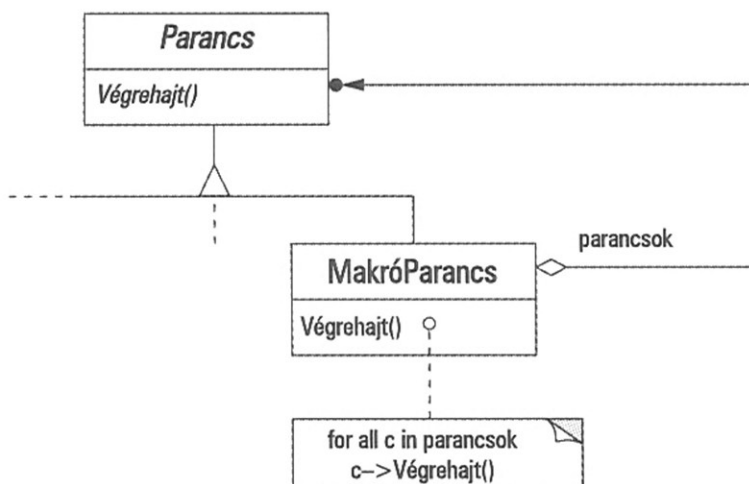 Parancs
Végrehajt()
parancsok
MakróParancs
Végrehajt()
for all c in parancsok
c–>Végrehajt()